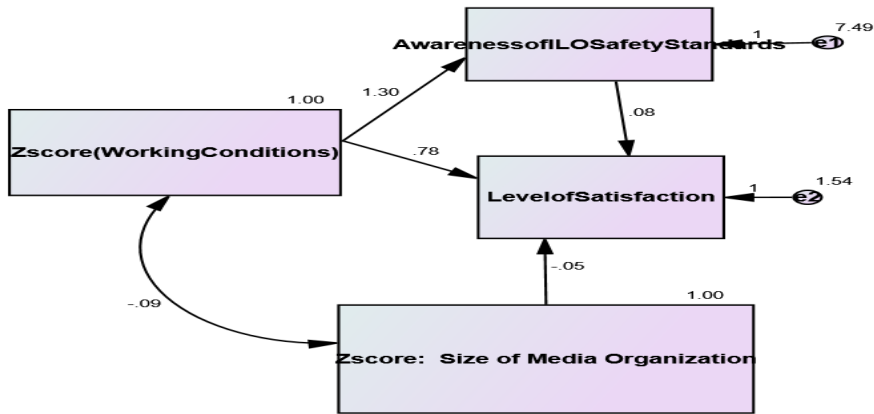 7.49
AwarenessofILOSafetyStandards
1
e1
1.00
1.30
.08
Zscore(WorkingConditions)
.78
1.54
LevelofSatisfaction
1
e2
-.05
-.09
1.00
Zscore: Size of Media Organization